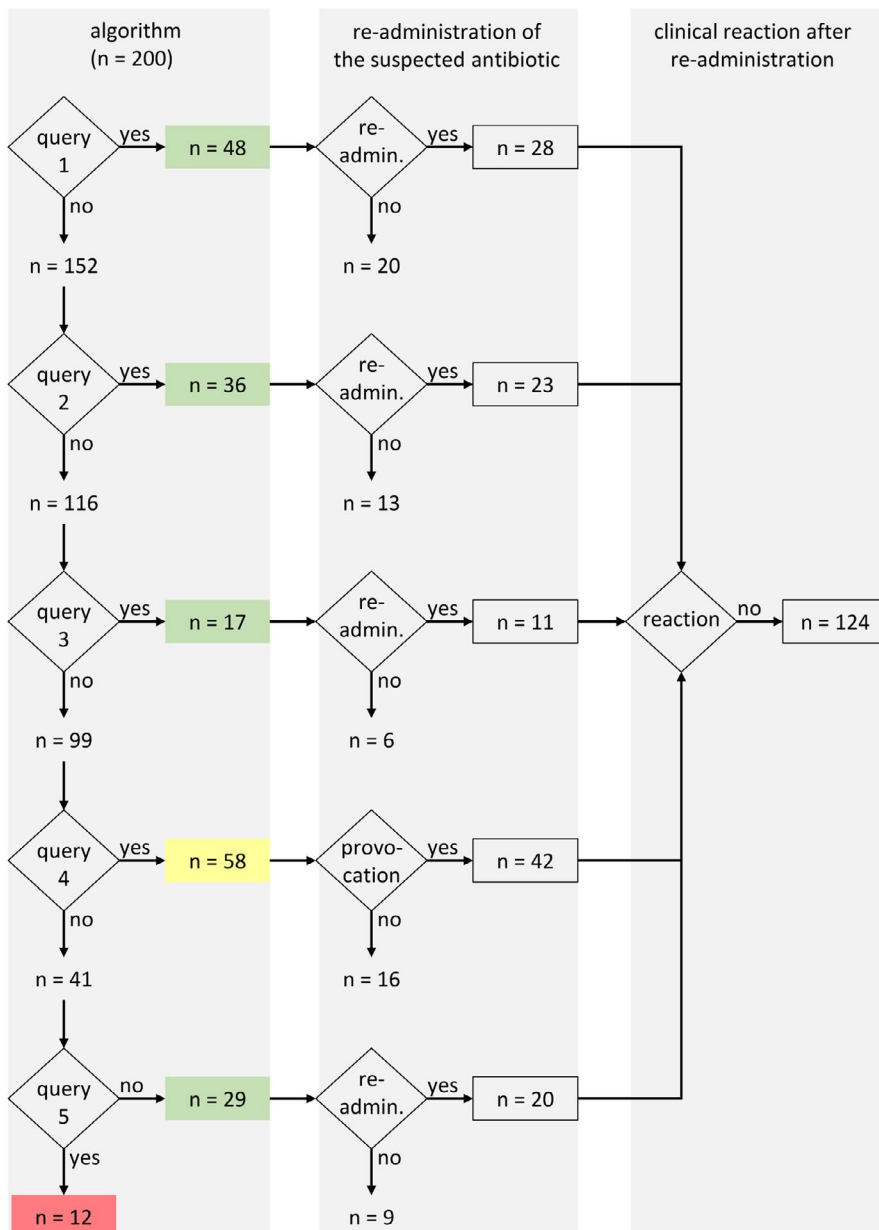 algorithm
(n = 200)
re-administration of
the suspected antibiotic
clinical reaction after
re-administration
query
1
yes
n = 48
re-
admin.
yes
n = 28
no
no
n = 152
n = 20
query
2
yes
n = 36
re-
admin.
yes
n = 23
no
no
n = 116
n = 13
query
3
yes
n = 17
re-
admin.
yes
n = 11
reaction
no
n = 124
no
no
n = 99
n = 6
query
4
yes
n = 58
provo-
cation
yes
n = 42
no
no
n = 41
n = 16
query
5
no
n = 29
re-
admin.
yes
n = 20
yes
no
n = 12
n = 9